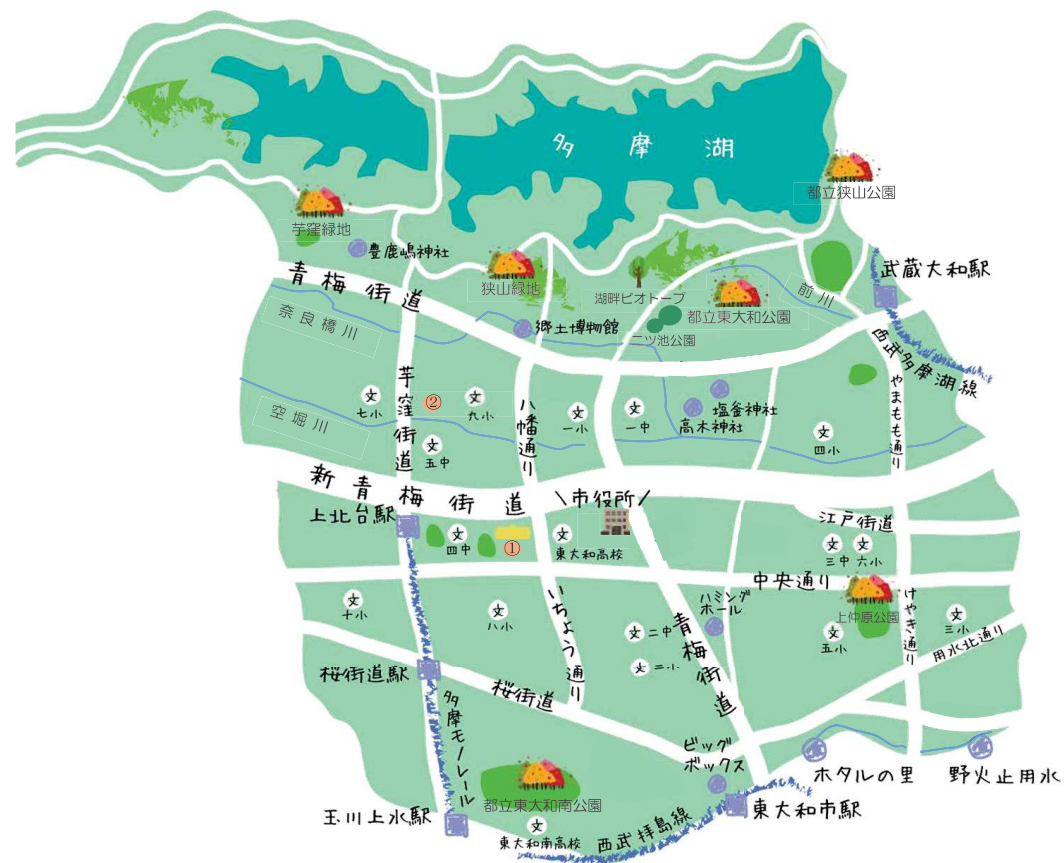 多摩湖
都立狭山公園
芋窪緑地
豊鹿嶋神社
武蔵大和駅
青梅街道
狭山緑地
湖畔ビオトープ
前川
都立東大和公園
奈良橋川
郷土博物館
二ツ池公園
西武多摩湖線
芋窪街道
やまもも通り
七小
②
九小
八幡通り
一小
一中
塩釜神社
高木神社
空堀川
五中
四小
新青梅街道
\市役所/
上北台駅
江戸街道
四中
①
東大和高校
三中
六小
中央通り
ハミング
ホール
上仲原公園
十小
八小
いちょう通り
二中
青梅街道
五小
けやき通り
三小
用水北通り
二小
桜街道駅
桜街道
多摩モノレール
ビッグ
ボックス
ホタルの里
野火止用水
都立東大和南公園
玉川上水駅
東大和市駅
東大和南高校
西武拝島線